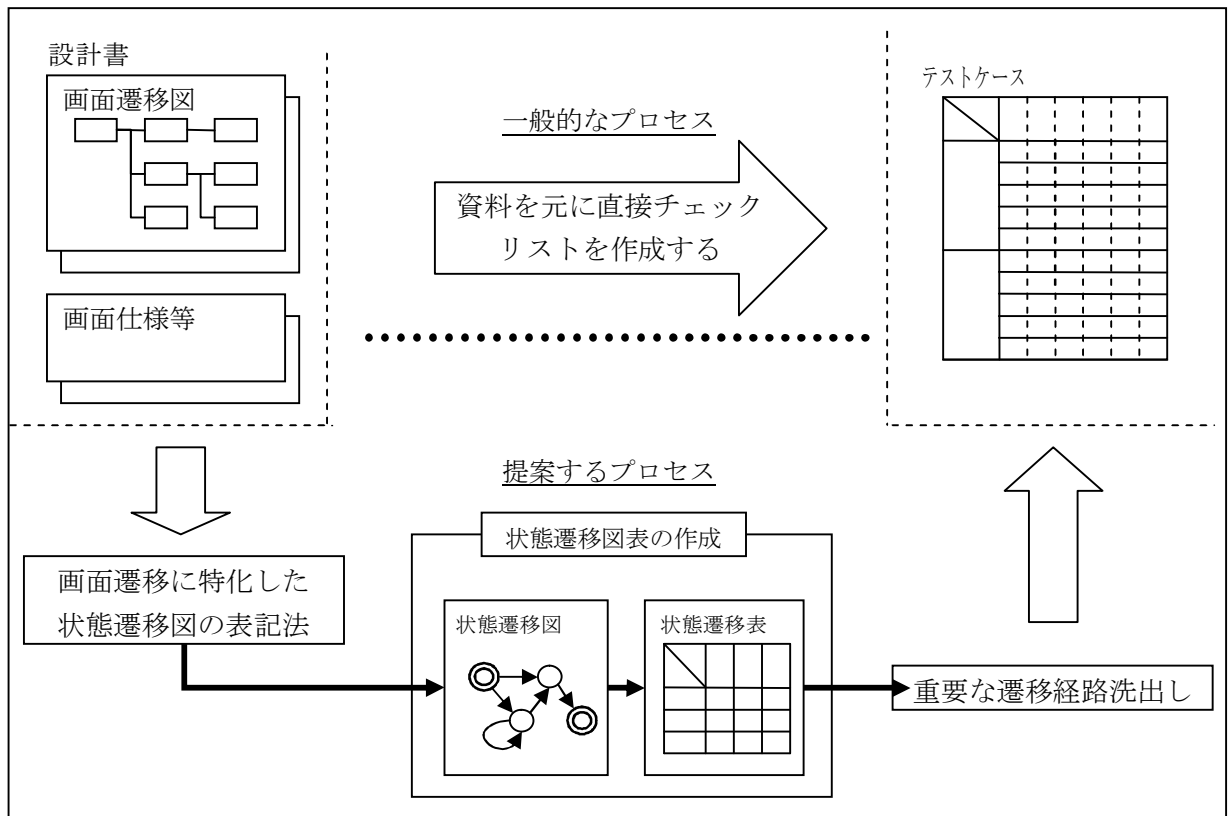 設計書
画面遷移図
画面仕様等
一般的なプロセス
資料を元に直接チェック
リストを作成する
テストケース
提案するプロセス
画面遷移に特化した
状態遷移図の表記法
状態遷移図表の作成
状態遷移図
状態遷移表
重要な遷移経路洗出し